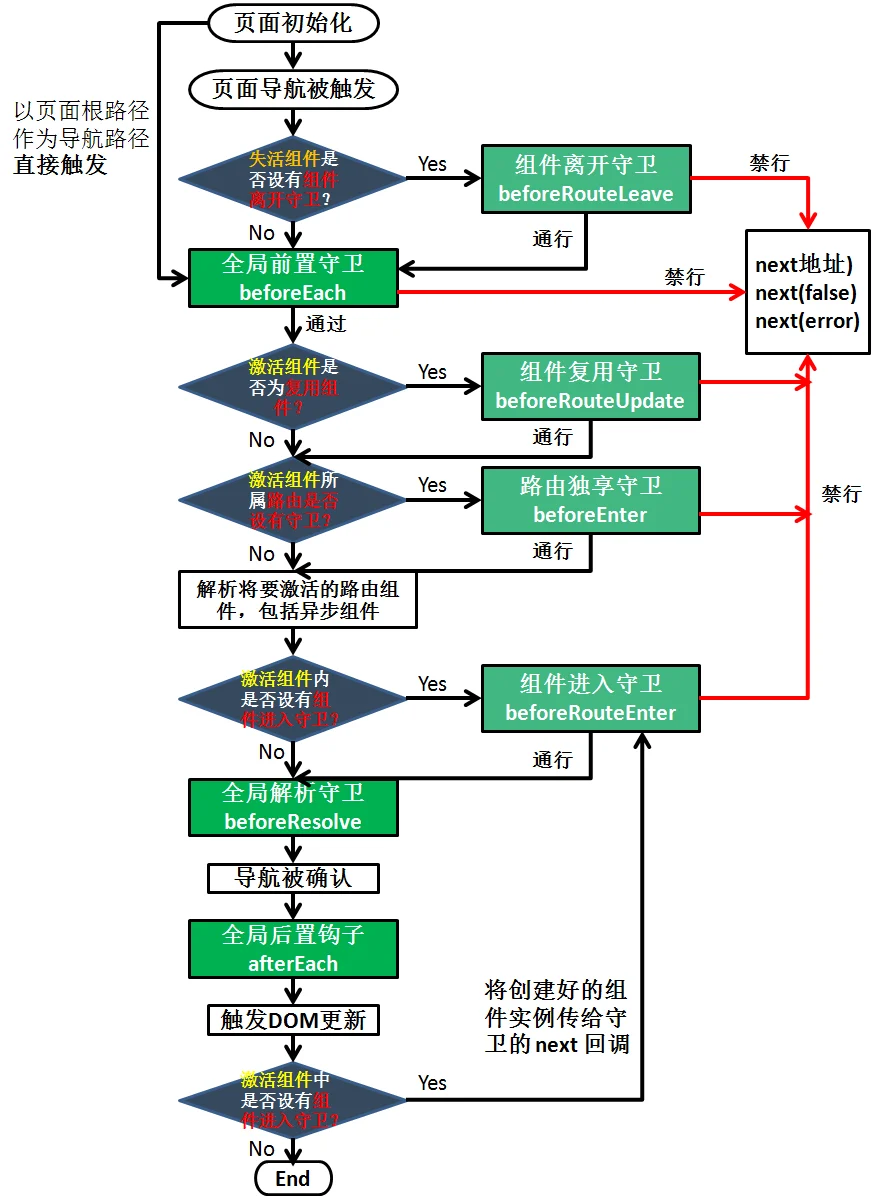 页面初始化
页面导航被触发
以页面根路径
作为导航路径
直接触发
失活组件是
否设有组件
离开守卫?
Yes
组件离开守卫
beforeRouteLeave
禁行
No
通行
全局前置守卫
beforeEach
禁行
next地址)
next(false)
next(error)
通过
激活组件是
否为复用组
件?
Yes
组件复用守卫
beforeRouteUpdate
No
通行
激活组件所
属路由是否
设有守卫?
Yes
路由独享守卫
beforeEnter
禁行
No
通行
解析将要激活的路由组
件，包括异步组件
激活组件内
是否设有组
件进入守卫?
Yes
组件进入守卫
beforeRouteEnter
No
通行
全局解析守卫
beforeResolve
导航被确认
全局后置钩子
afterEach
触发DOM更新
将创建好的组
件实例传给守
卫的 next 回调
激活组件中
是否设有组
件进入守卫?
Yes
No
End